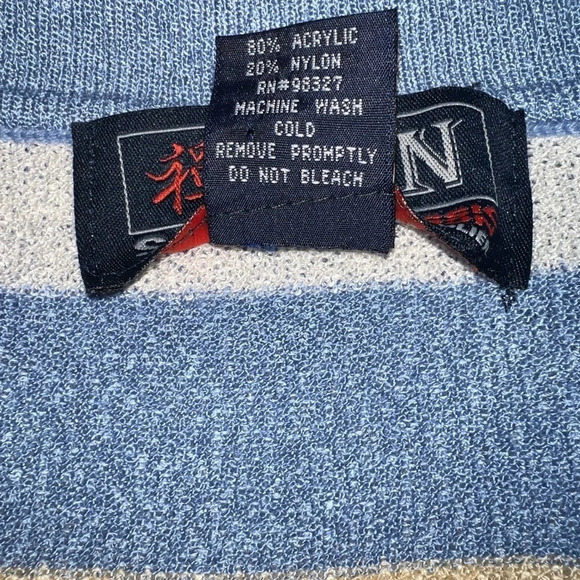 80% ACRYLIC
20% NYLON
RN#98327
MACHINE WASH
COLD
REMOVE PROMPTLY
DO NOT BLEACH
N